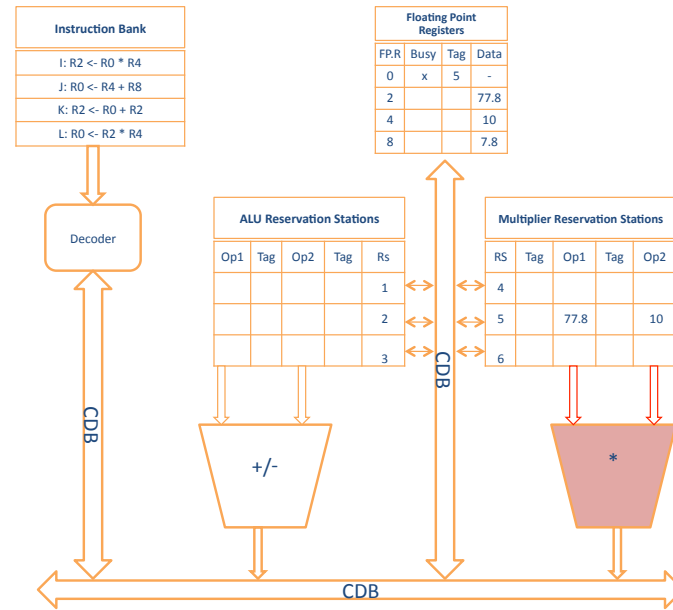 Instruction Bank
I: R2 <- R0 * R4
J: R0 <- R4 + R8
K: R2 <- R0 + R2
L: R0 <- R2 * R4
Decoder
Floating Point
Registers
FP.R Busy Tag Data
0 x 5 -
2 77.8
4 10
8 7.8
ALU Reservation Stations
Op1 Tag Op2 Tag Rs
1
2
3
Multiplier Reservation Stations
RS Tag Op1 Tag Op2
4
5 77.8 10
6
CDB
CDB
+/-
*
CDB